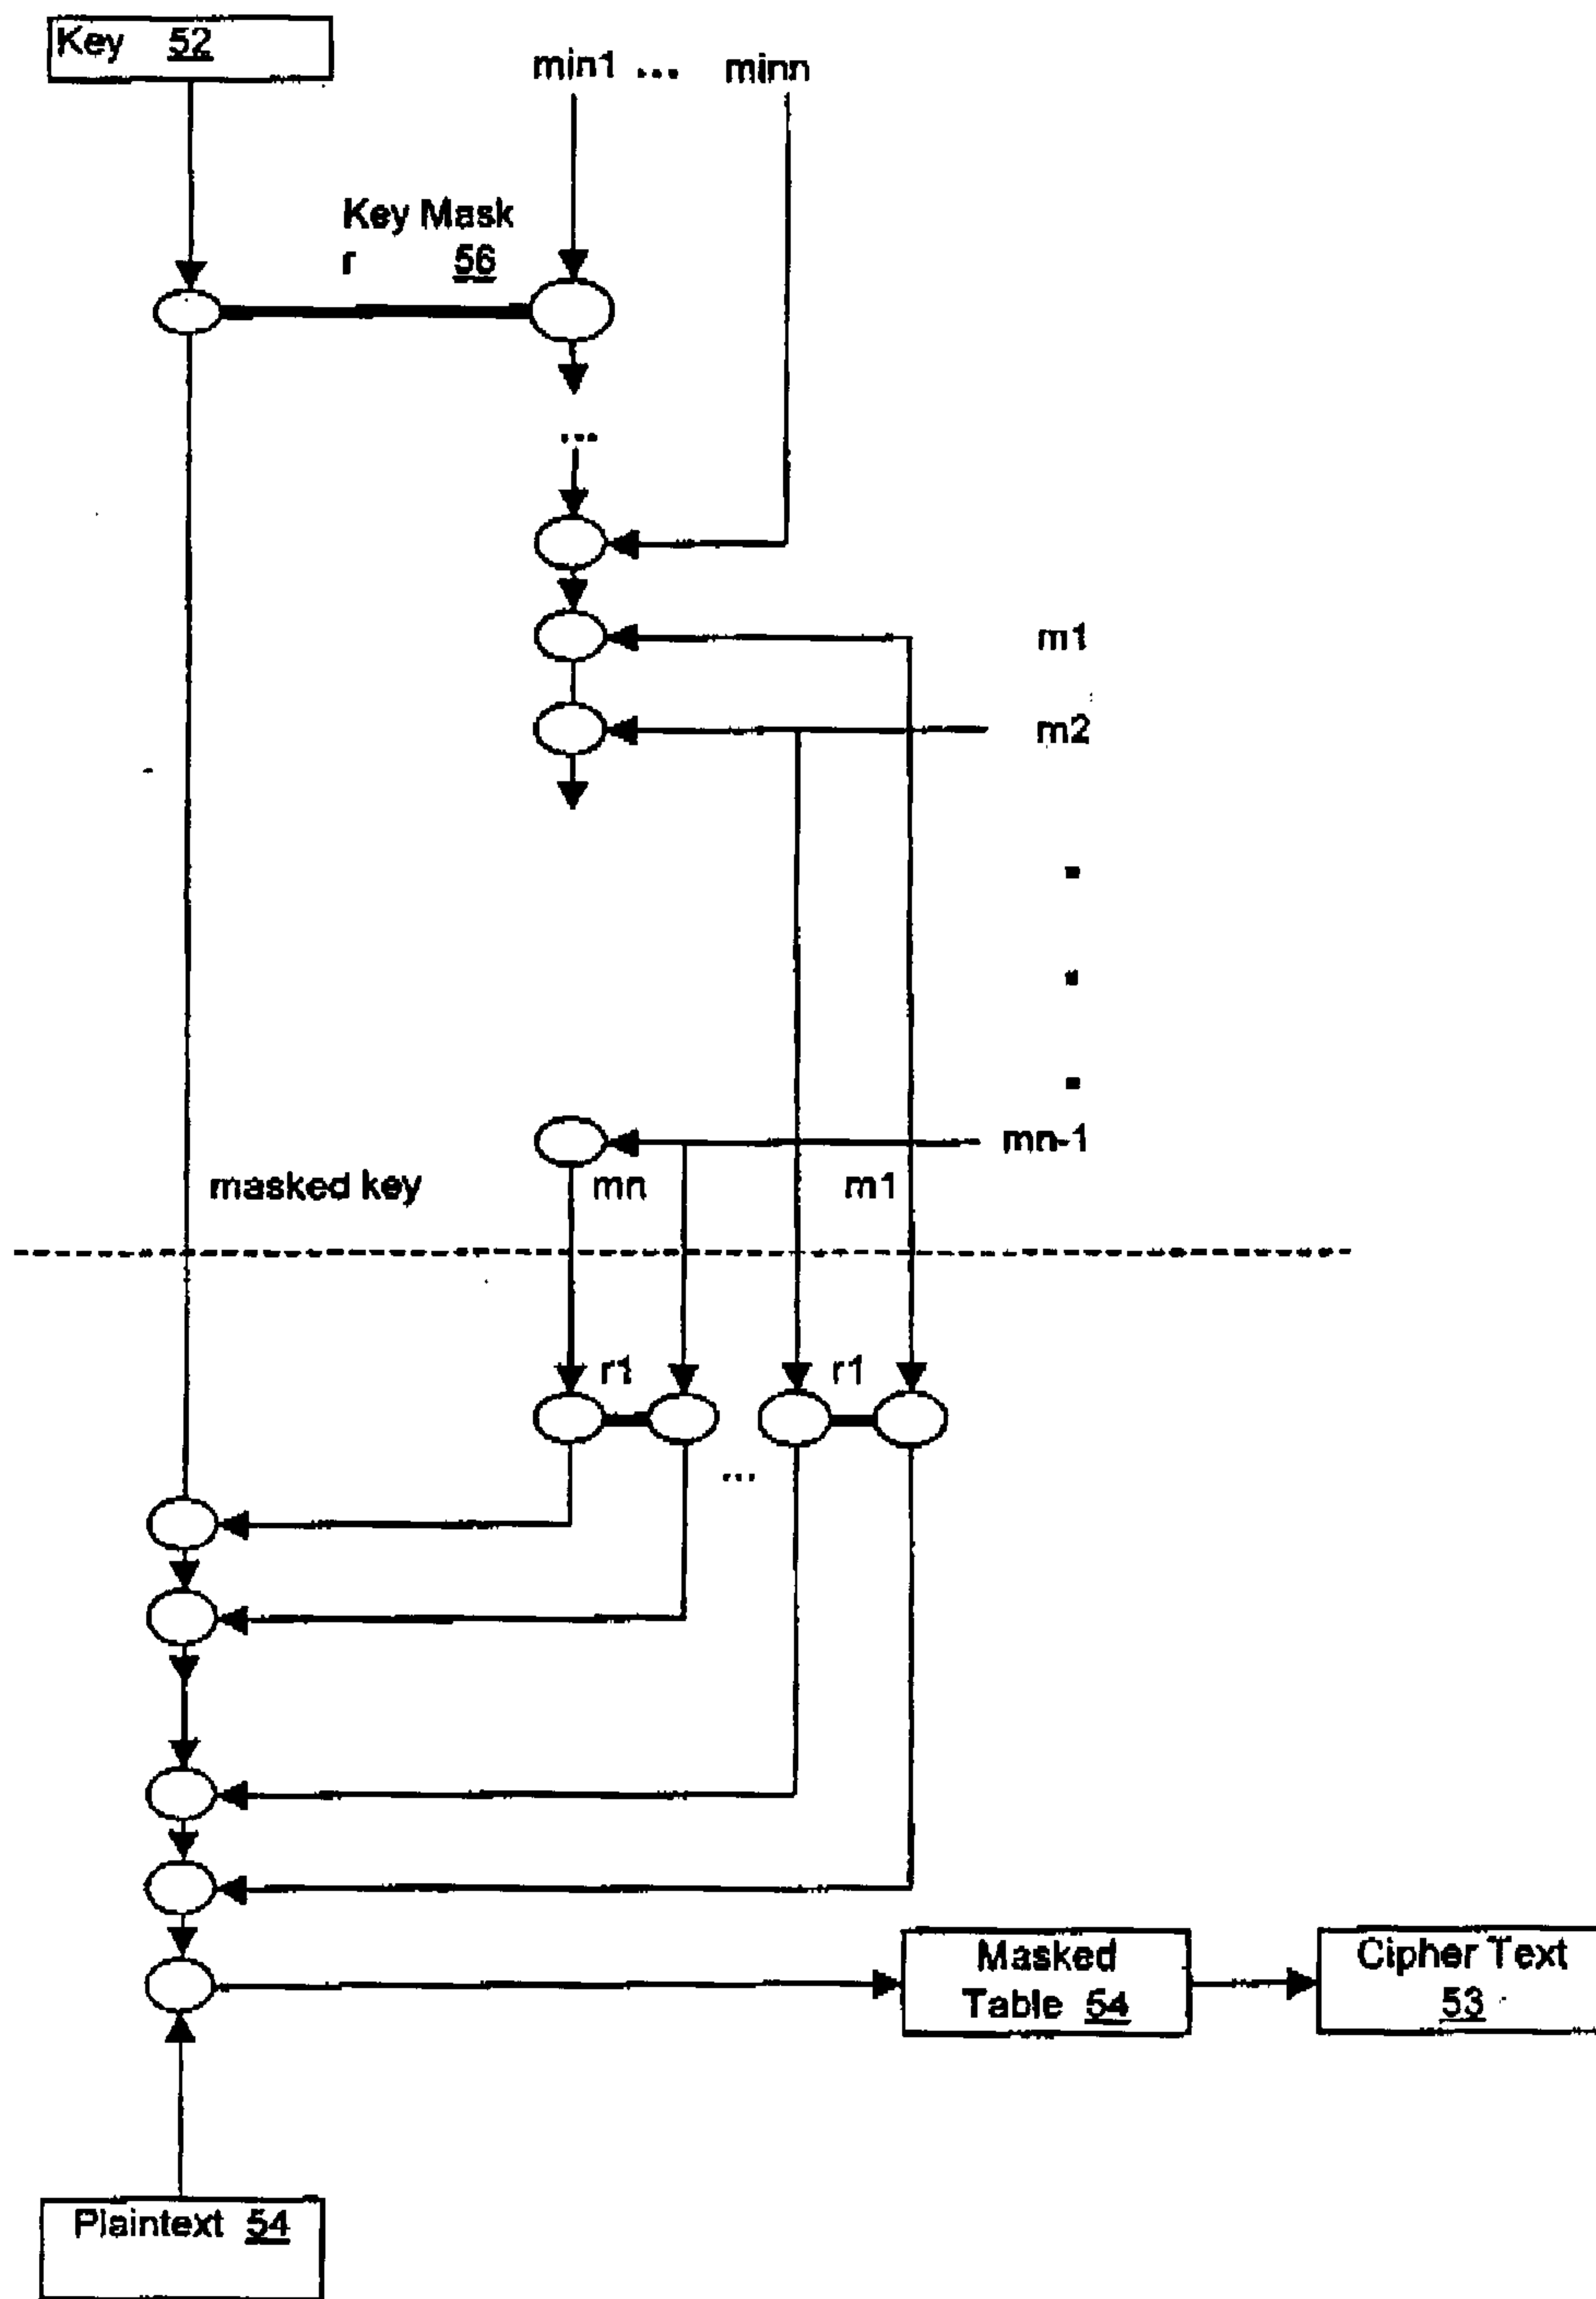 Key 52
min1 ... minn
Key Mask
r 56
...
m1
m2
mn-1
masked key
mn
m1
r1
r1
...
Masked
Table 54
Cipher Text
53
Plaintext 54